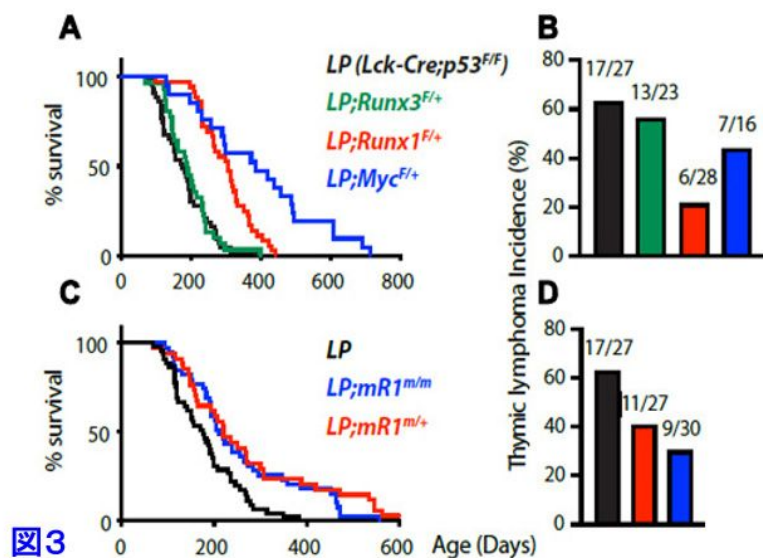 A
% survival
100
50
0
0 200 400 600 800
LP (Lck-Cre;p53F/F)
LP;Runx3F/+
LP;Runx1F/+
LP;MycF/+
B
Thymic lymphoma Incidence (%)
80
60
40
20
0
17/27
13/23
6/28
7/16
C
% survival
100
50
0
0 200 400 600
Age (Days)
LP
LP;mR1m/m
LP;mR1m/+
D
80
60
40
20
0
17/27
11/27
9/30
図3